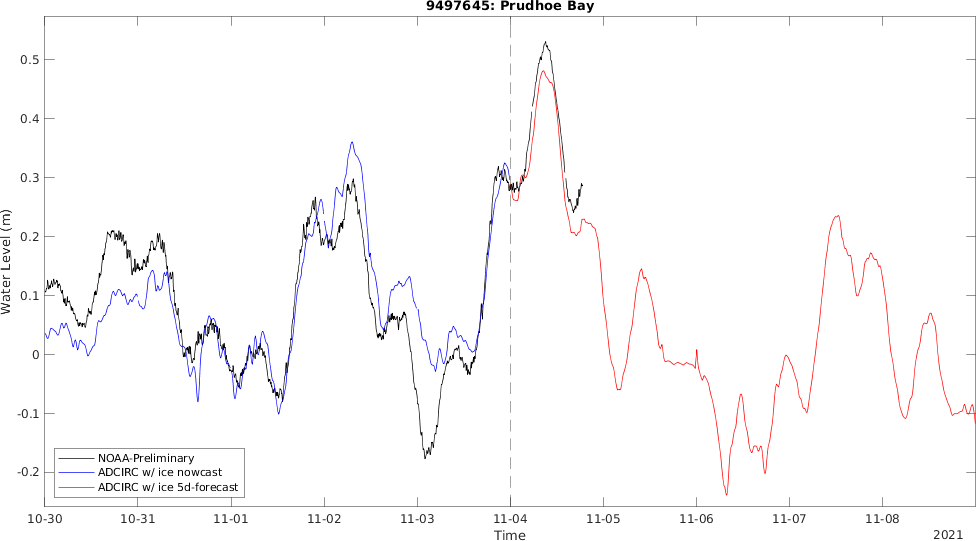 9497645: Prudhoe Bay
Water Level (m)
0.5
0.4
0.3
0.2
0.1
0
-0.1
-0.2
NOAA-Preliminary
ADCIRC w/ ice nowcast
ADCIRC w/ ice 5d-forecast
10-30 10-31 11-01 11-02 11-03 11-04 11-05 11-06 11-07 11-08
Time
2021